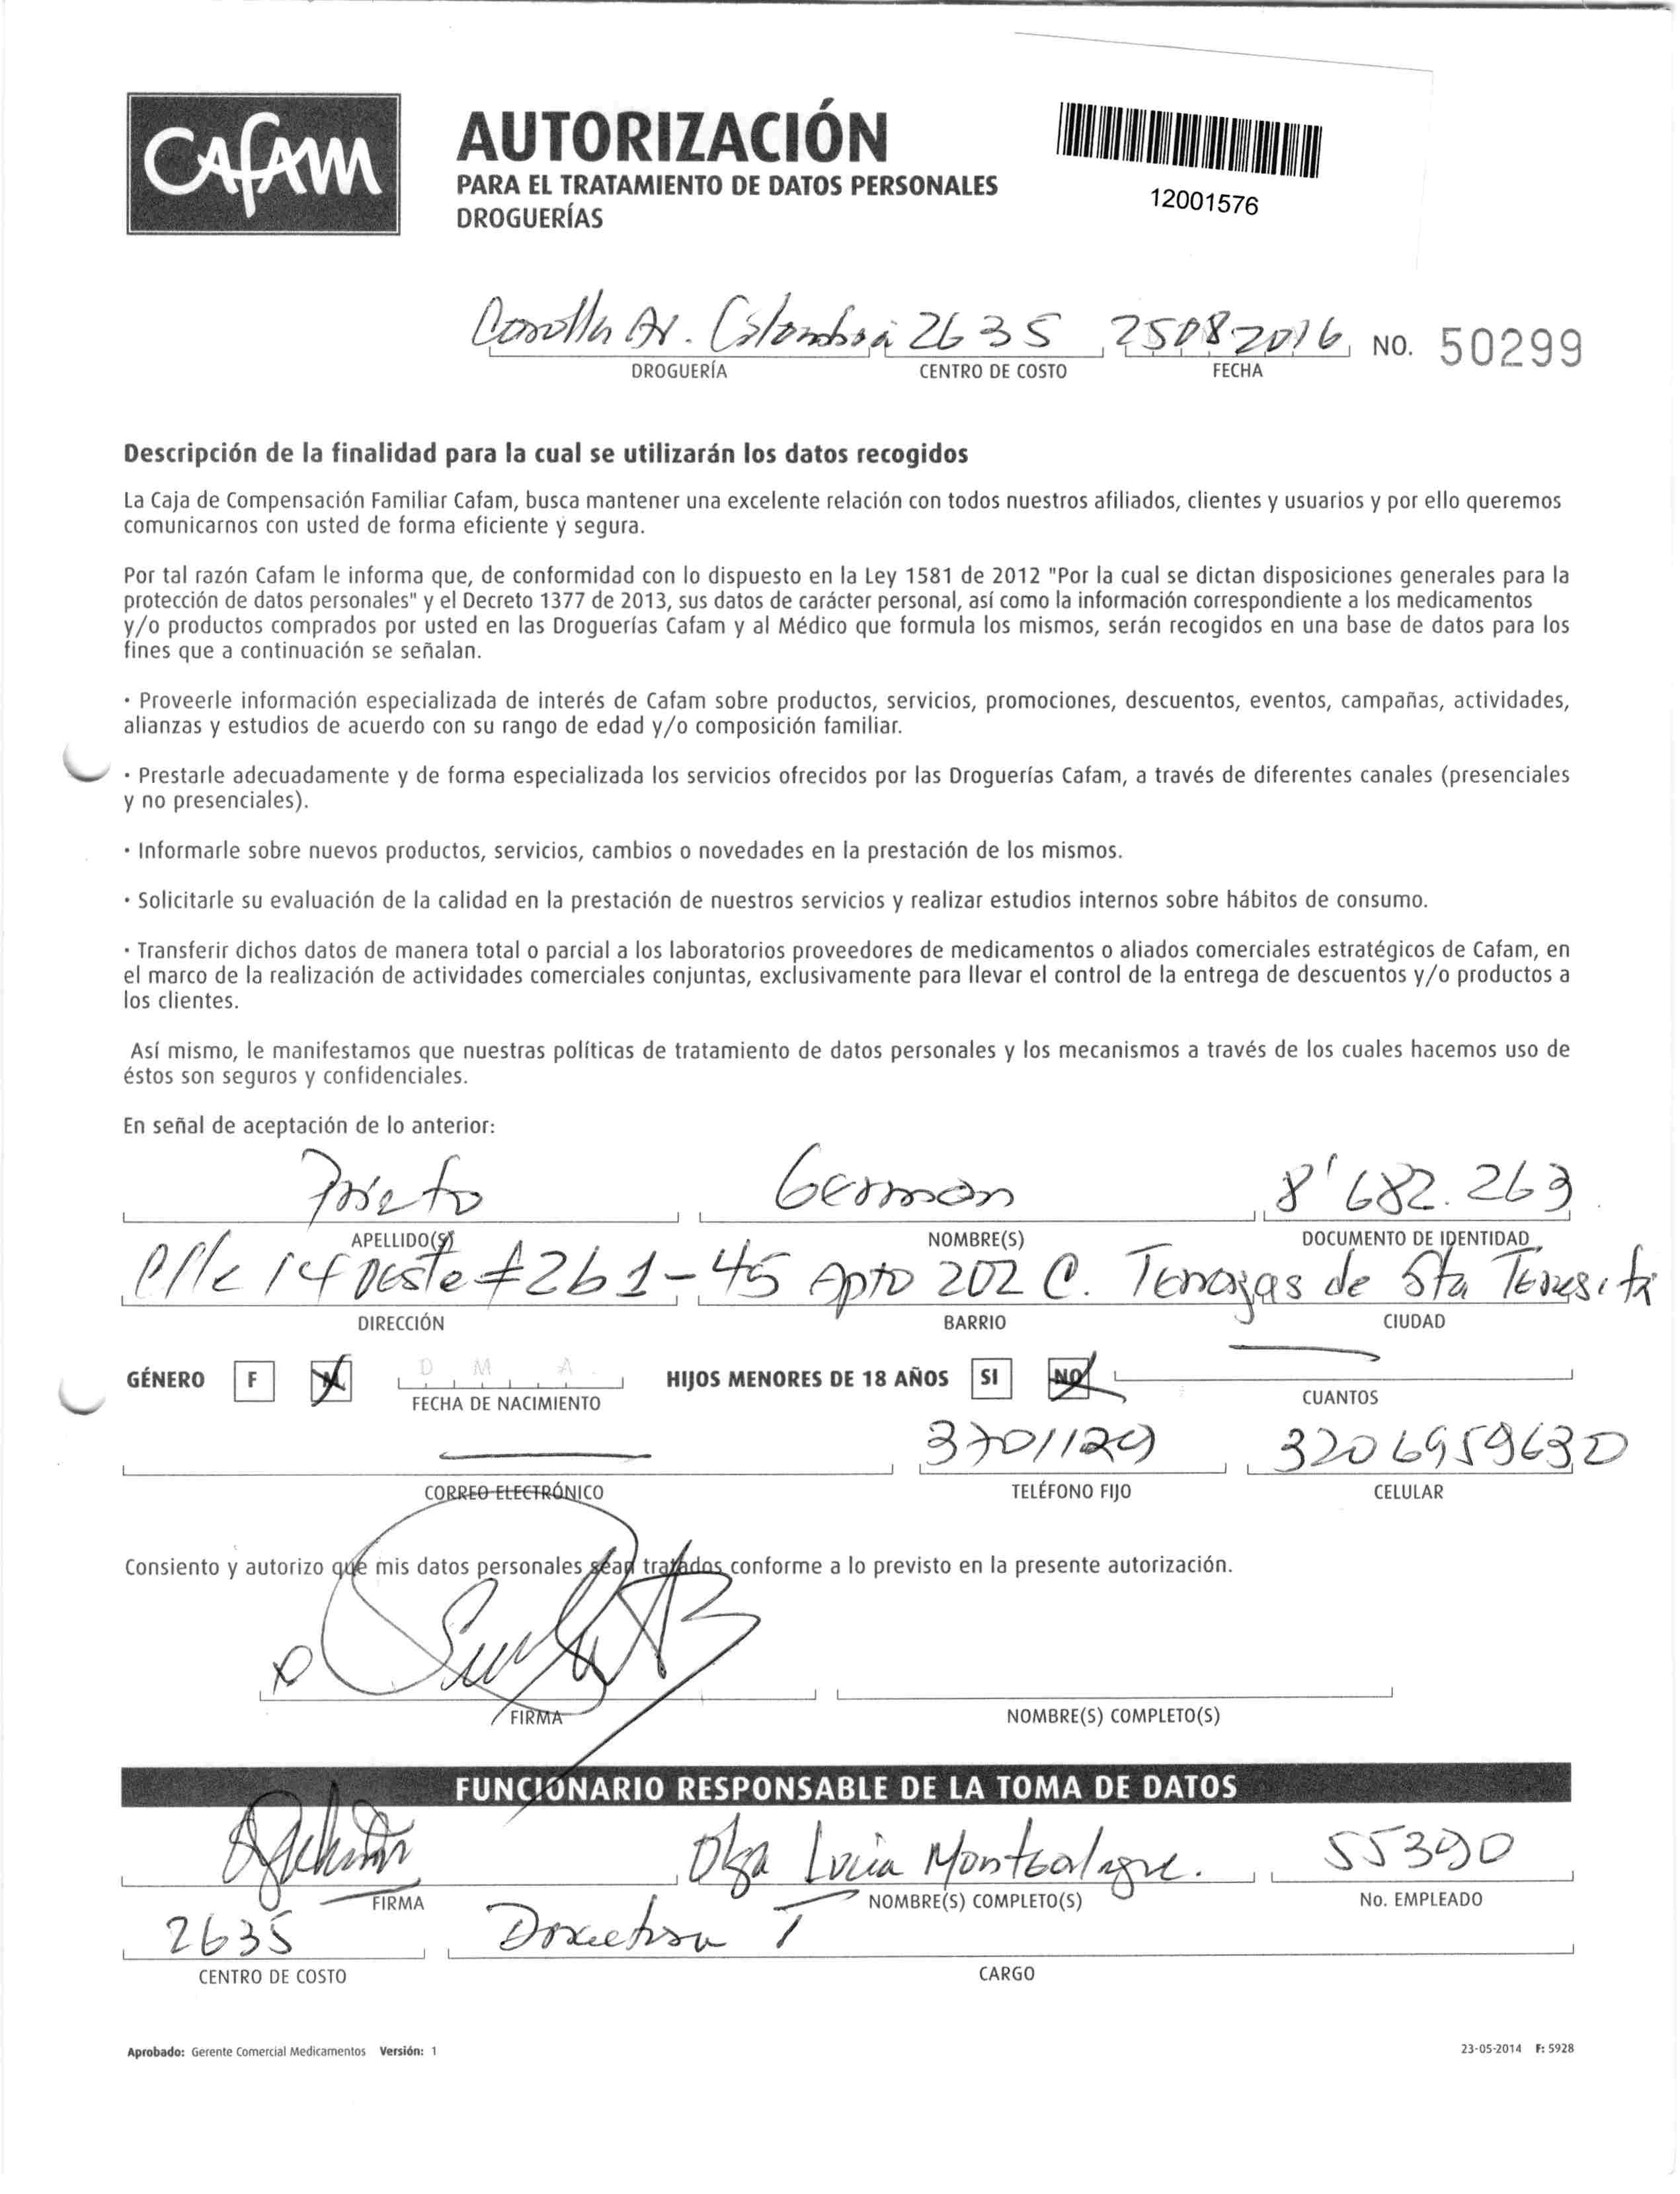 CAFAM
AUTORIZACIÓN
PARA EL TRATAMIENTO DE DATOS PERSONALES
DROGUERÍAS
12001576
Av. Colombia 2635 25082016 NO. 50299
DROGUERÍA CENTRO DE COSTO FECHA
Descripción de la finalidad para la cual se utilizarán los datos recogidos
La Caja de Compensación Familiar Cafam, busca mantener una excelente relación con todos nuestros afiliados, clientes y usuarios y por ello queremos
comunicarnos con usted de forma eficiente y segura.
Por tal razón Cafam le informa que, de conformidad con lo dispuesto en la Ley 1581 de 2012 "Por la cual se dictan disposiciones generales para la
protección de datos personales" y el Decreto 1377 de 2013, sus datos de carácter personal, así como la información correspondiente a los medicamentos
y/o productos comprados por usted en las Droguerías Cafam y al Médico que formula los mismos, serán recogidos en una base de datos para los
fines que a continuación se señalan.
· Proveerle información especializada de interés de Cafam sobre productos, servicios, promociones, descuentos, eventos, campañas, actividades,
alianzas y estudios de acuerdo con su rango de edad y/o composición familiar.
· Prestarle adecuadamente y de forma especializada los servicios ofrecidos por las Droguerías Cafam, a través de diferentes canales (presenciales
y no presenciales).
· Informarle sobre nuevos productos, servicios, cambios o novedades en la prestación de los mismos.
· Solicitarle su evaluación de la calidad en la prestación de nuestros servicios y realizar estudios internos sobre hábitos de consumo.
· Transferir dichos datos de manera total o parcial a los laboratorios proveedores de medicamentos o aliados comerciales estratégicos de Cafam, en
el marco de la realización de actividades comerciales conjuntas, exclusivamente para llevar el control de la entrega de descuentos y/o productos a
los clientes.
Así mismo, le manifestamos que nuestras políticas de tratamiento de datos personales y los mecanismos a través de los cuales hacemos uso de
éstos son seguros y confidenciales.
En señal de aceptación de lo anterior:
Prieto German 8'682.263
APELLIDO(S) NOMBRE(S) DOCUMENTO DE IDENTIDAD
Clle 14 Oeste # 2b1-45 Apto 202 C. Terrazas de Sta Teresita
DIRECCIÓN BARRIO CIUDAD
GÉNERO F M D M A HIJOS MENORES DE 18 AÑOS SI NO
FECHA DE NACIMIENTO CUANTOS
3701129 3206959630
CORREO ELECTRÓNICO TELÉFONO FIJO CELULAR
Consiento y autorizo que mis datos personales sean tratados conforme a lo previsto en la presente autorización.
FIRMA NOMBRE(S) COMPLETO(S)
FUNCIONARIO RESPONSABLE DE LA TOMA DE DATOS
Olga Lucia Montealegre. 55390
FIRMA NOMBRE(S) COMPLETO(S) No. EMPLEADO
2635 Directora I
CENTRO DE COSTO CARGO
Aprobado: Gerente Comercial Medicamentos Versión: 1 23-05-2014 F: 5928